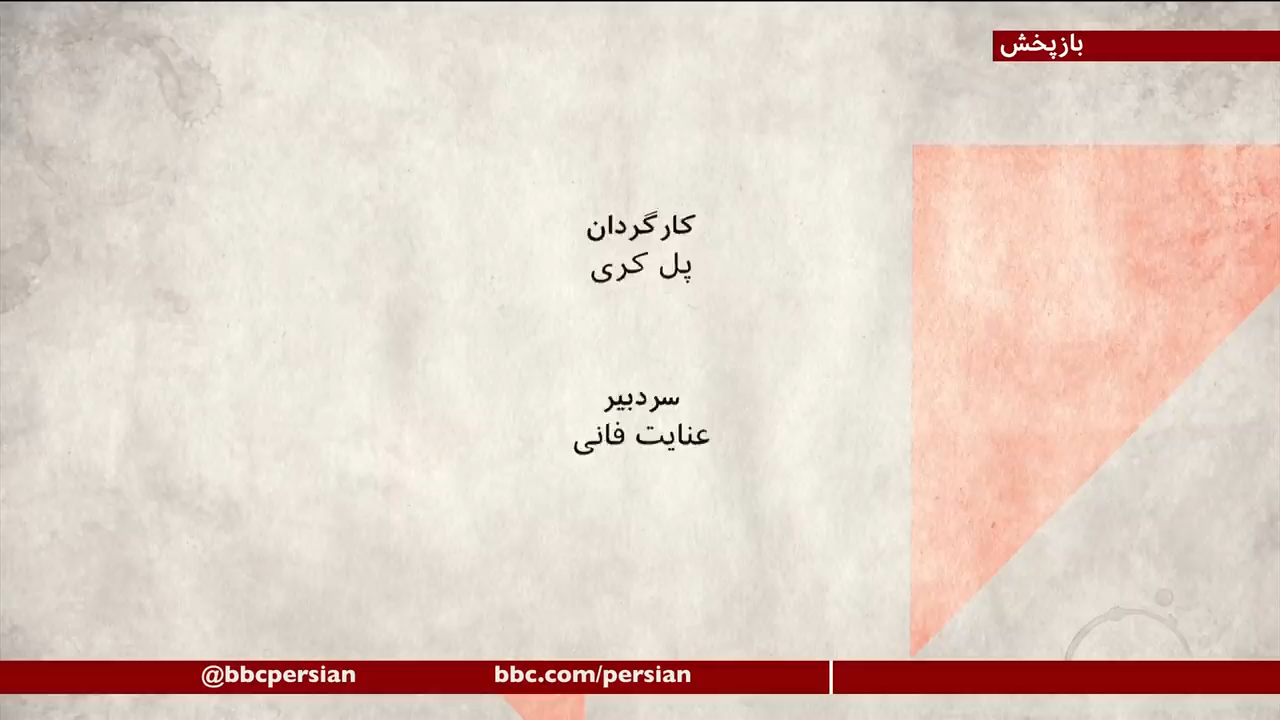 بازپخش
کارگردان
پل کری
سردبیر
عنایت فانی
@bbcpersian
bbc.com/persian